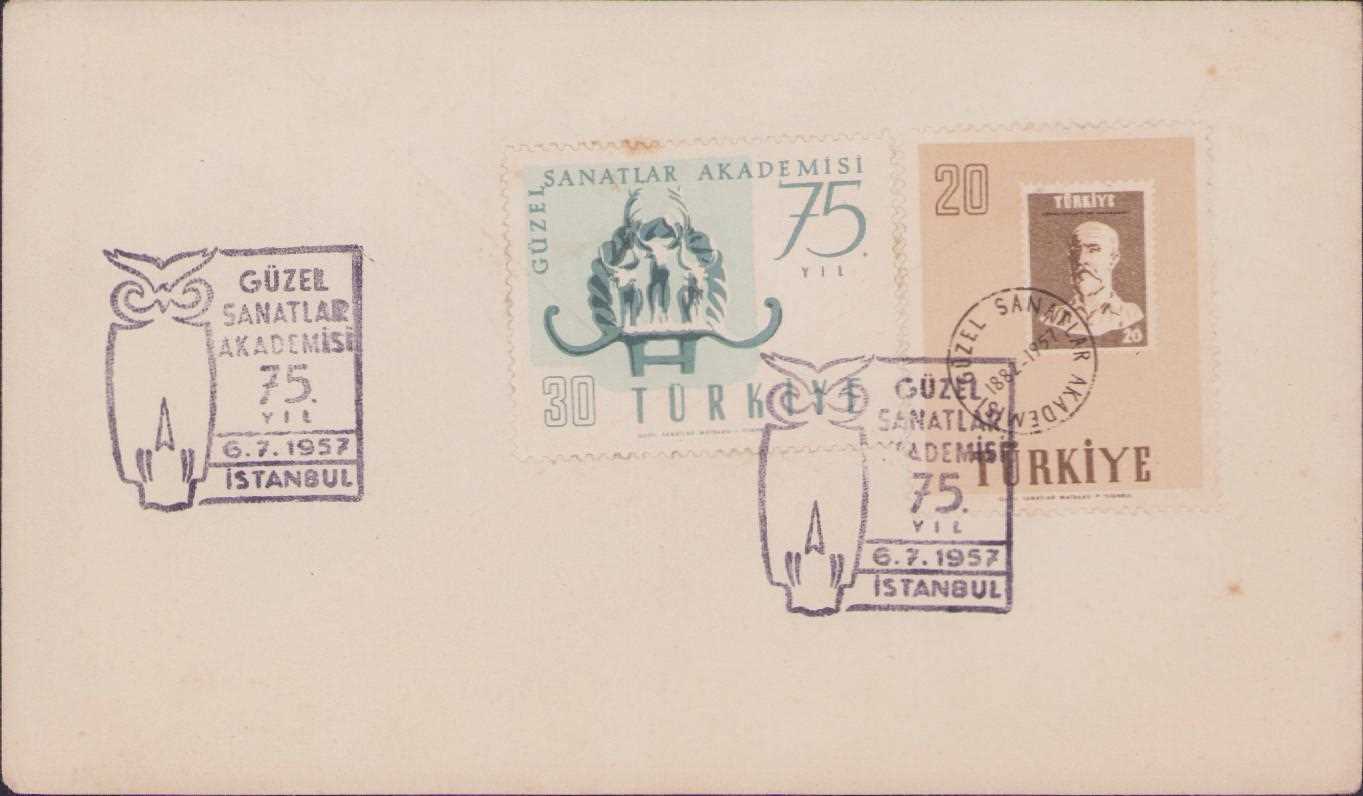 GÜZEL
SANATLAR
AKADEMİSİ
75.
YIL
6.7.1957
İSTANBUL
GÜZEL SANATLAR AKADEMİSİ
75.
YIL
30 TÜRKİYE
20
TÜRKİYE
20
GÜZEL SANATLAR AKADEMİSİ
TÜRKİYE
GÜZEL
SANATLAR
AKADEMİSİ
75.
YIL
6.7.1957
İSTANBUL